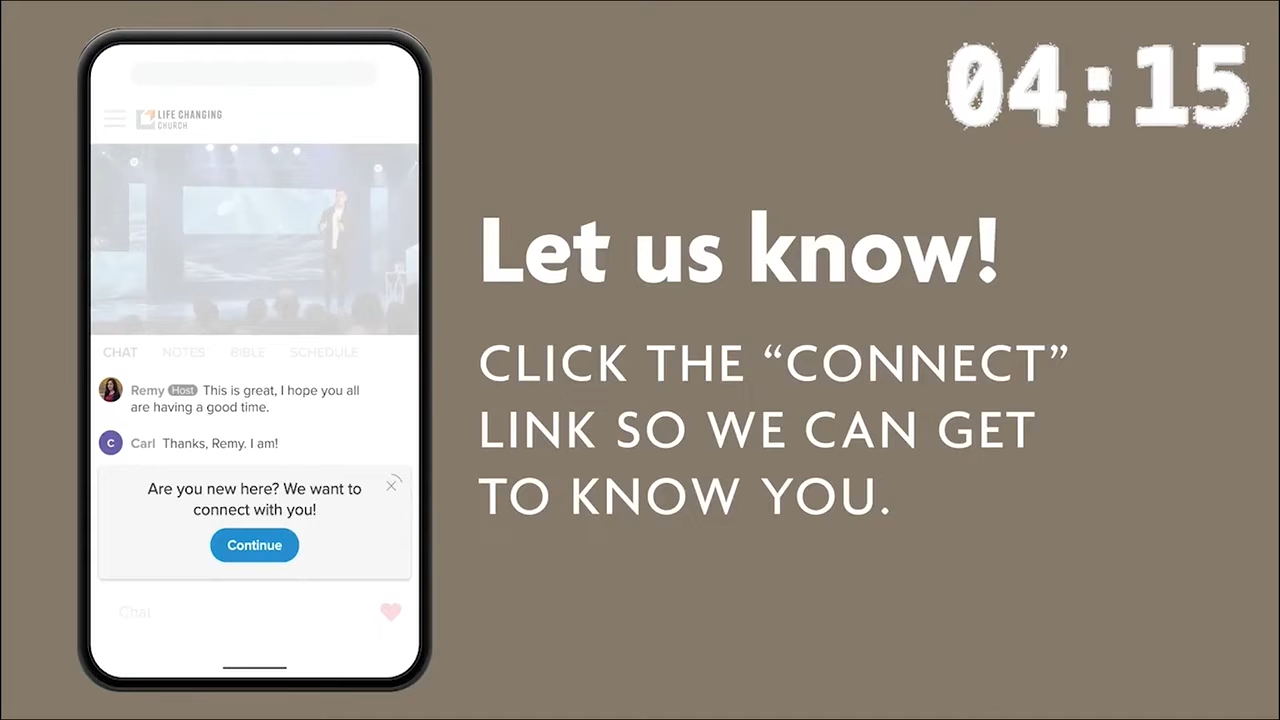 04:15
LIFE CHANGING
CHURCH
CHAT NOTES BIBLE SCHEDULE
Remy Host This is great, I hope you all
are having a good time.
C Carl Thanks, Remy. I am!
Are you new here? We want to
connect with you!
Continue
Chat
Let us know!
CLICK THE “CONNECT”
LINK SO WE CAN GET
TO KNOW YOU.